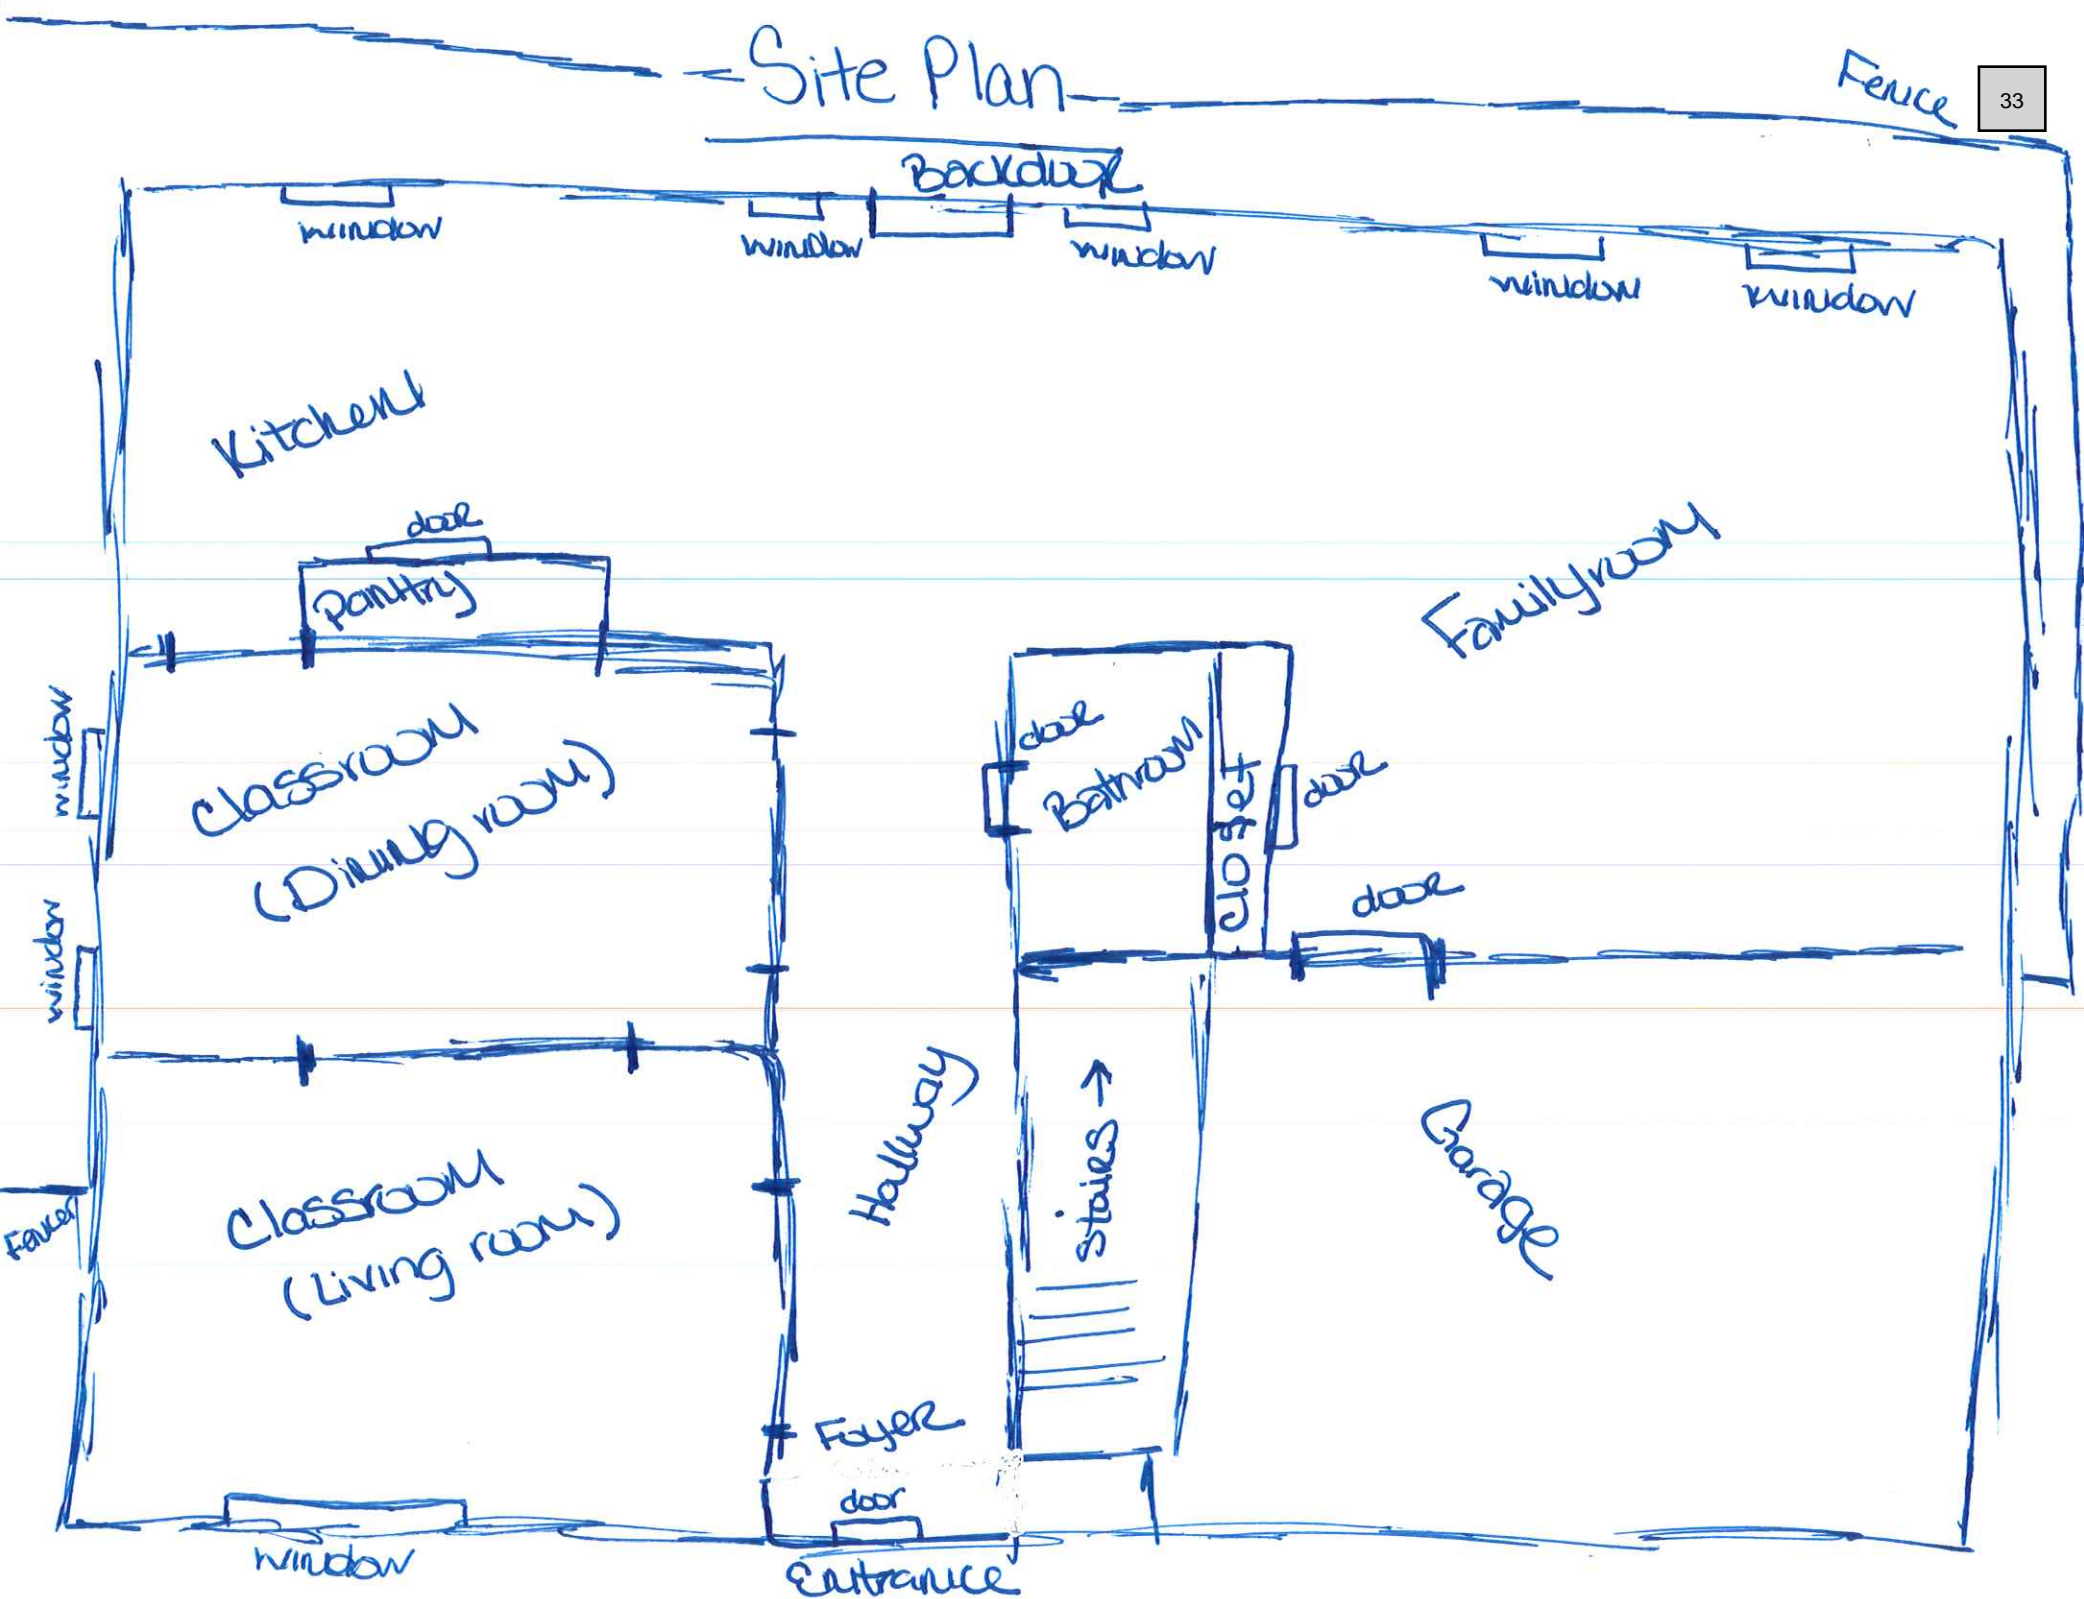 Site Plan
Fence
33
Backdoor
window
window
window
window
window
Kitchen
door
Pantry
Familyroom
window
Classroom
(Dining room)
door
Bathroom
Closet
door
door
window
Hallway
Stairs →
Garage
Fence
Classroom
(Living room)
Foyer
door
window
Entrance